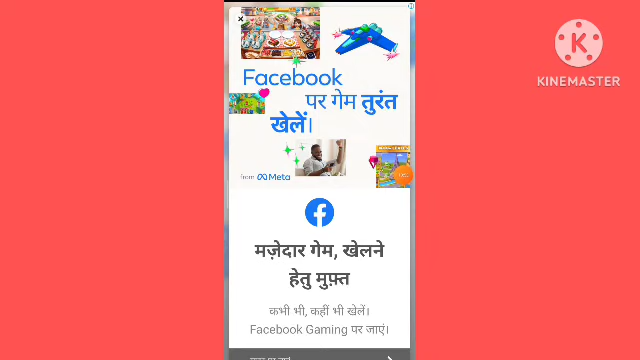 Facebook
पर गेम तुरंत
खेलें।
from Meta
मज़ेदार गेम, खेलने
हेतु मुफ़्त
कभी भी, कहीं भी खेलें।
Facebook Gaming पर जाएं।
KINEMASTER